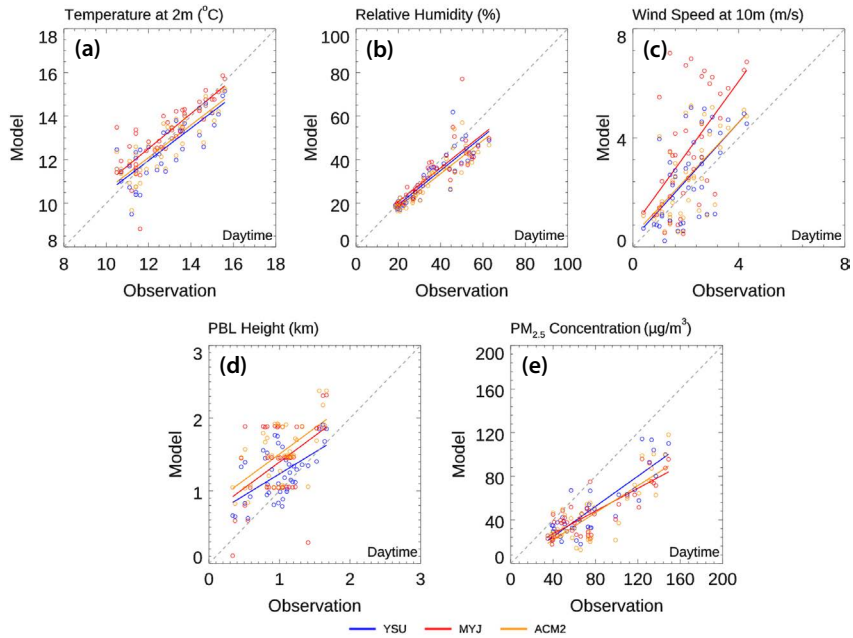 Temperature at 2m (°C)
(a)
18
16
14
12
10
8
Model
8 10 12 14 16 18
Observation
Daytime
Relative Humidity (%)
(b)
100
80
60
40
20
0
Model
0 20 40 60 80 100
Observation
Daytime
Wind Speed at 10m (m/s)
(c)
8
4
0
Model
0 4 8
Observation
Daytime
PBL Height (km)
(d)
3
2
1
0
Model
0 1 2 3
Observation
Daytime
PM2.5 Concentration (µg/m³)
(e)
200
160
120
80
40
0
Model
0 40 80 120 160 200
Observation
Daytime
YSU MYJ ACM2